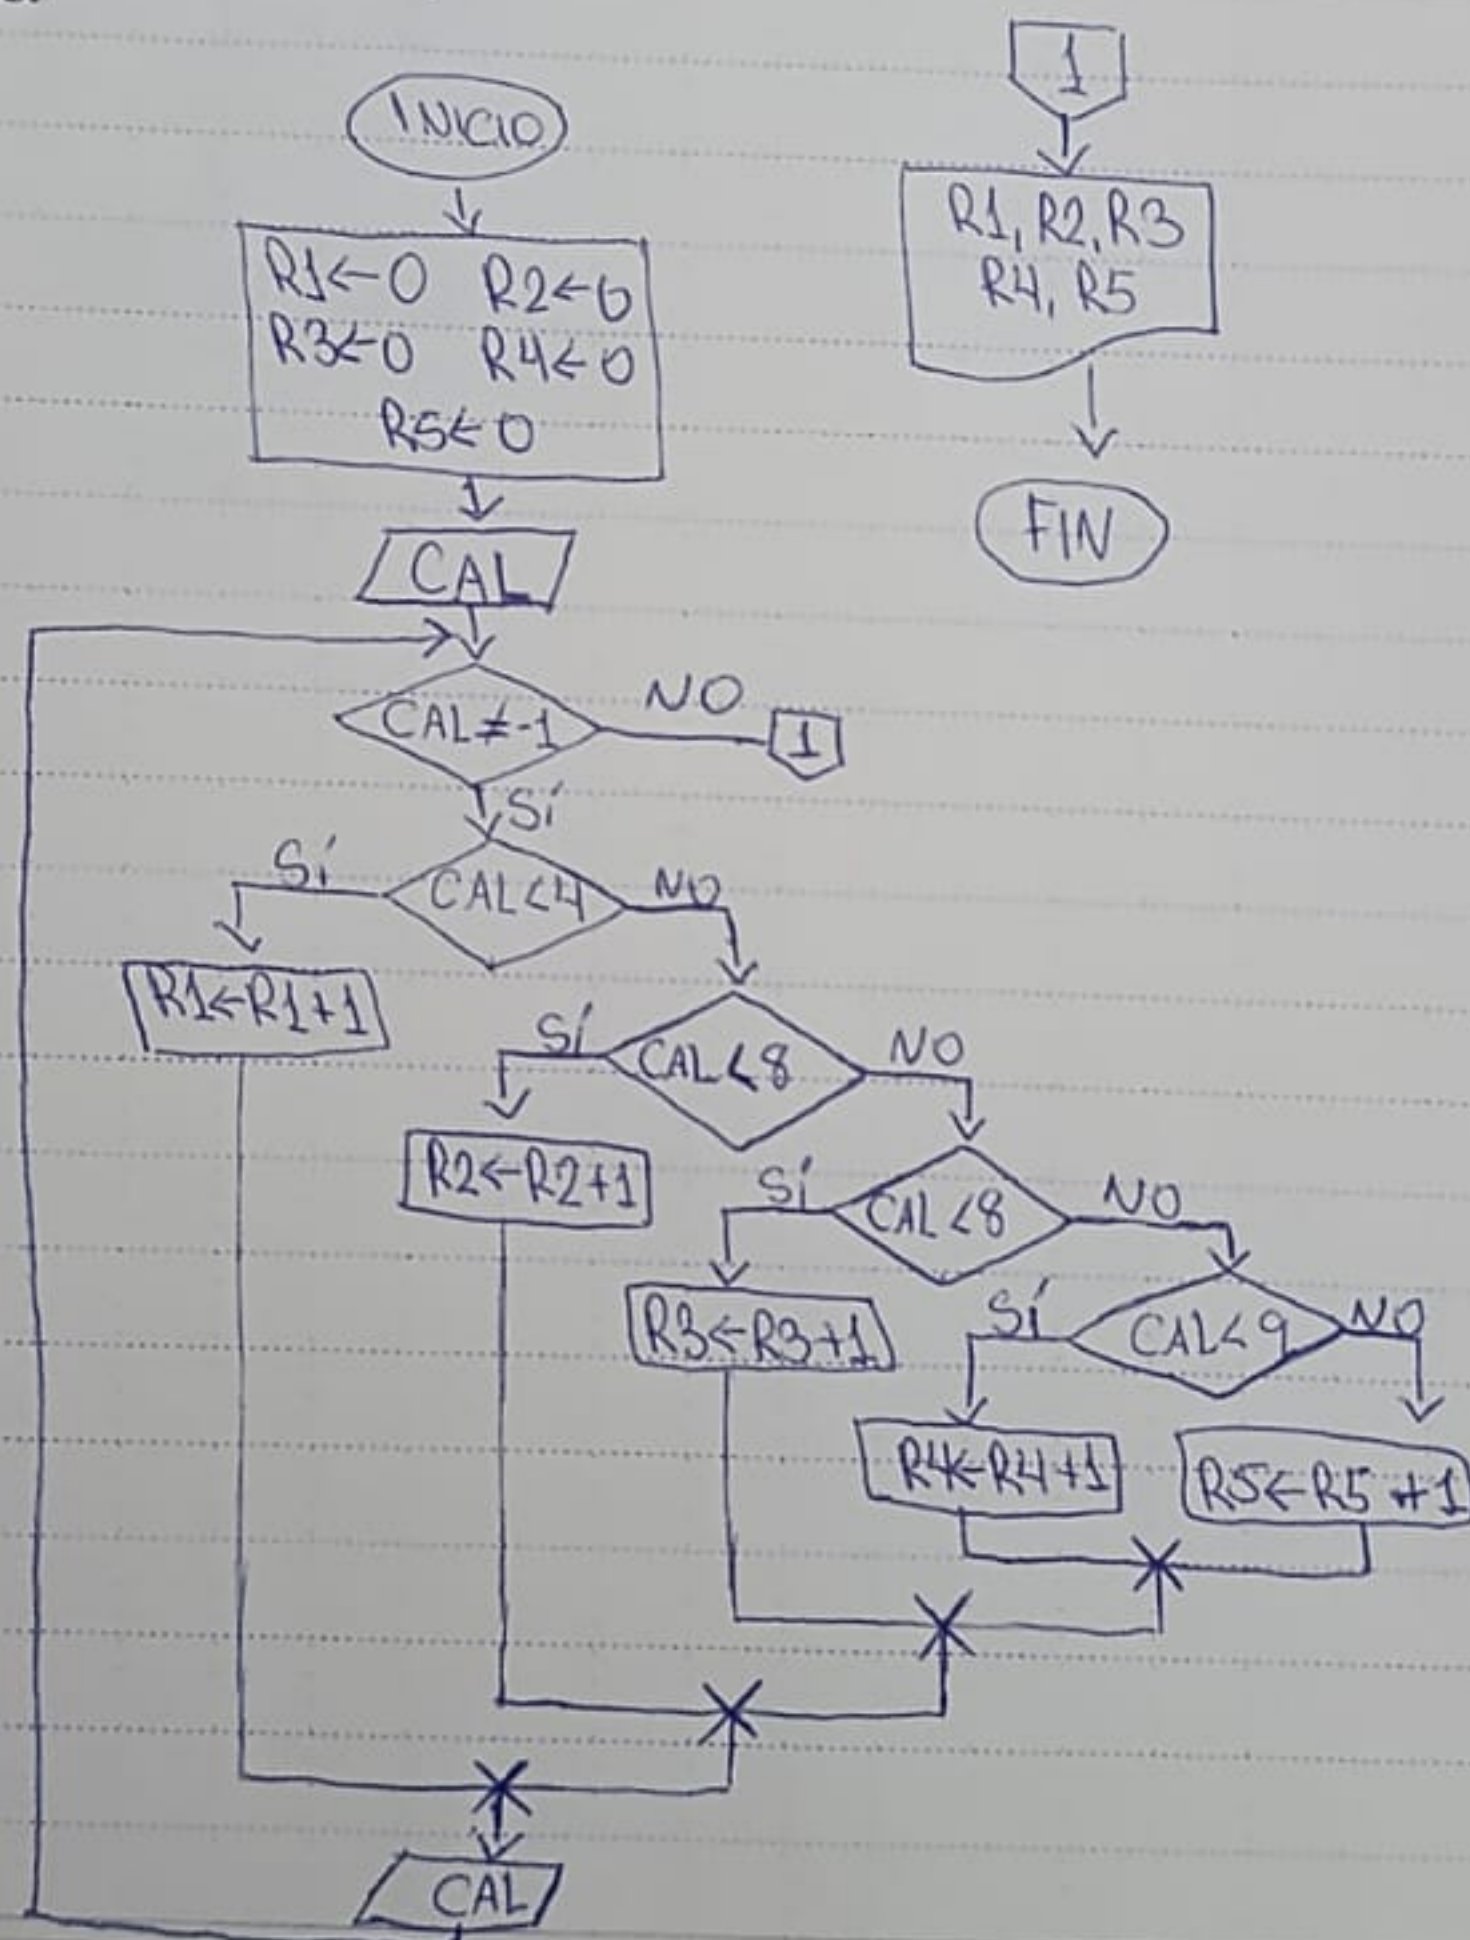 INICIO
R1←0 R2←0
R3←0 R4←0
R5←0
CAL
CAL≠-1
NO
1
SÍ
SÍ
CAL<4
NO
R1←R1+1
SÍ
CAL<8
NO
R2←R2+1
SÍ
CAL<8
NO
R3←R3+1
SÍ
CAL<9
NO
R4←R4+1
R5←R5+1
CAL
1
R1, R2, R3
R4, R5
FIN